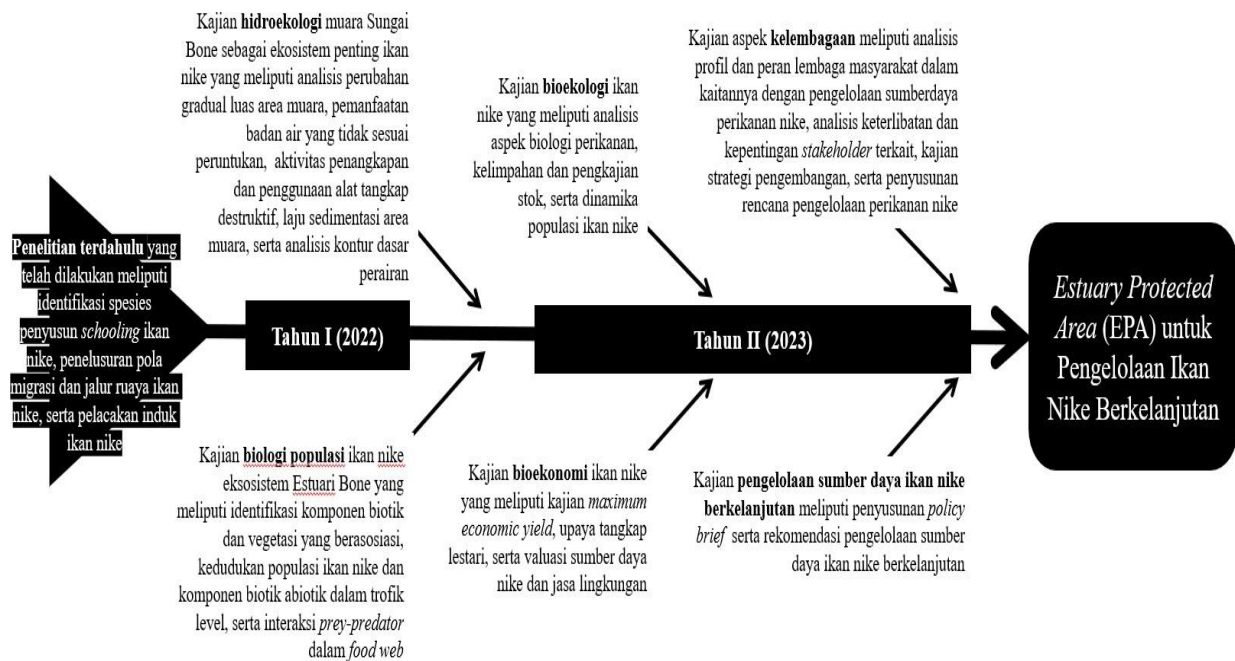 Penelitian terdahulu yang
telah dilakukan meliputi
identifikasi spesies
penyusun schooling ikan
nike, penelusuran pola
migrasi dan jalur ruaya ikan
nike, serta pelacakan induk
ikan nike
Kajian hidroekologi muara Sungai
Bone sebagai ekosistem penting ikan
nike yang meliputi analisis perubahan
gradual luas area muara, pemanfaatan
badan air yang tidak sesuai
peruntukan, aktivitas penangkapan
dan penggunaan alat tangkap
destruktif, laju sedimentasi area
muara, serta analisis kontur dasar
perairan
Tahun I (2022)
Kajian biologi populasi ikan nike
eksosistem Estuari Bone yang
meliputi identifikasi komponen biotik
dan vegetasi yang berasosiasi,
kedudukan populasi ikan nike dan
komponen biotik abiotik dalam trofik
level, serta interaksi prey-predator
dalam food web
Kajian bioekologi ikan
nike yang meliputi analisis
aspek biologi perikanan,
kelimpahan dan pengkajian
stok, serta dinamika
populasi ikan nike
Kajian aspek kelembagaan meliputi analisis
profil dan peran lembaga masyarakat dalam
kaitannya dengan pengelolaan sumberdaya
perikanan nike, analisis keterlibatan dan
kepentingan stakeholder terkait, kajian
strategi pengembangan, serta penyusunan
rencana pengelolaan perikanan nike
Tahun II (2023)
Kajian bioekonomi ikan nike
yang meliputi kajian maximum
economic yield, upaya tangkap
lestari, serta valuasi sumber daya
nike dan jasa lingkungan
Kajian pengelolaan sumber daya ikan nike
berkelanjutan meliputi penyusunan policy
brief serta rekomendasi pengelolaan sumber
daya ikan nike berkelanjutan
Estuary Protected
Area (EPA) untuk
Pengelolaan Ikan
Nike Berkelanjutan